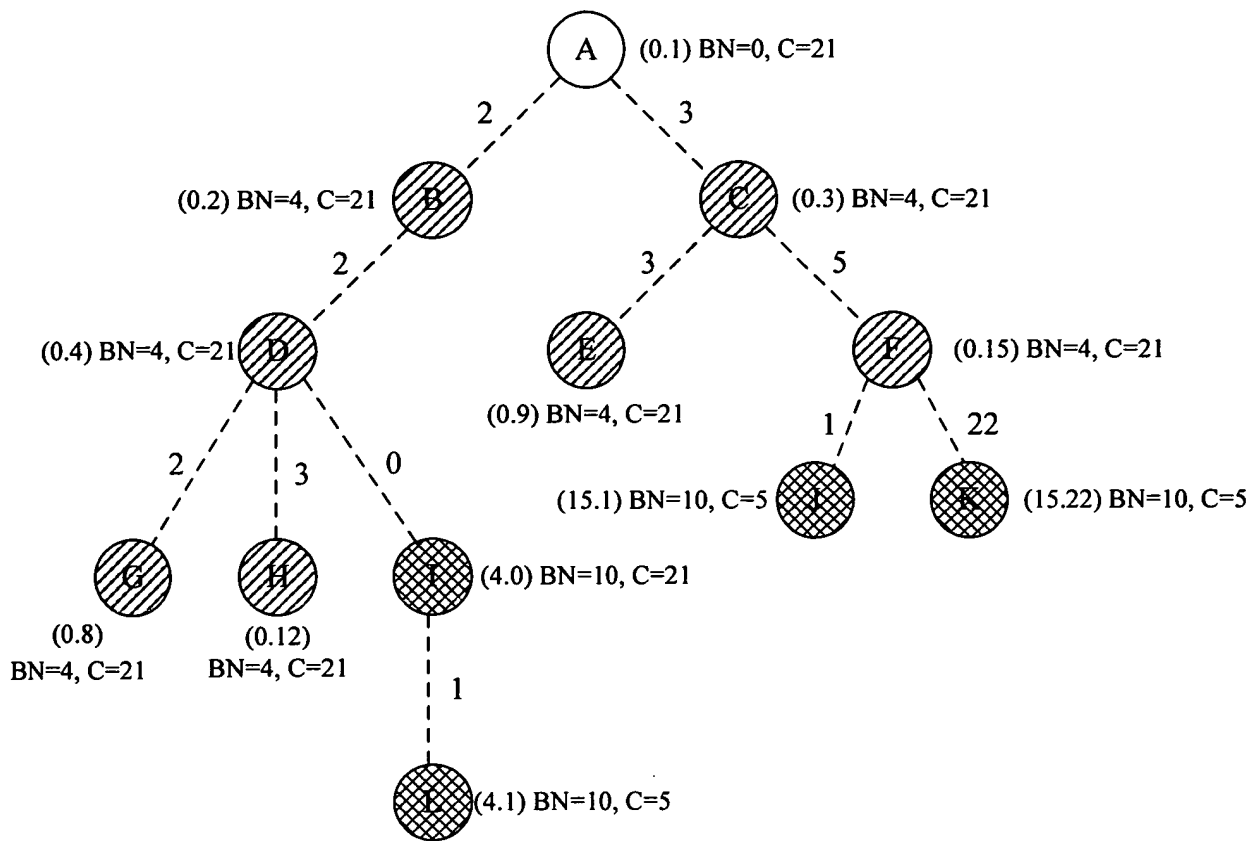 A
(0.1) BN=0, C=21
2
3
(0.2) BN=4, C=21
B
C
(0.3) BN=4, C=21
2
3
5
(0.4) BN=4, C=21
D
E
F
(0.15) BN=4, C=21
(0.9) BN=4, C=21
2
3
0
1
22
(15.1) BN=10, C=5
J
K
(15.22) BN=10, C=5
G
H
I
(4.0) BN=10, C=21
(0.8)
BN=4, C=21
(0.12)
BN=4, C=21
1
L
(4.1) BN=10, C=5